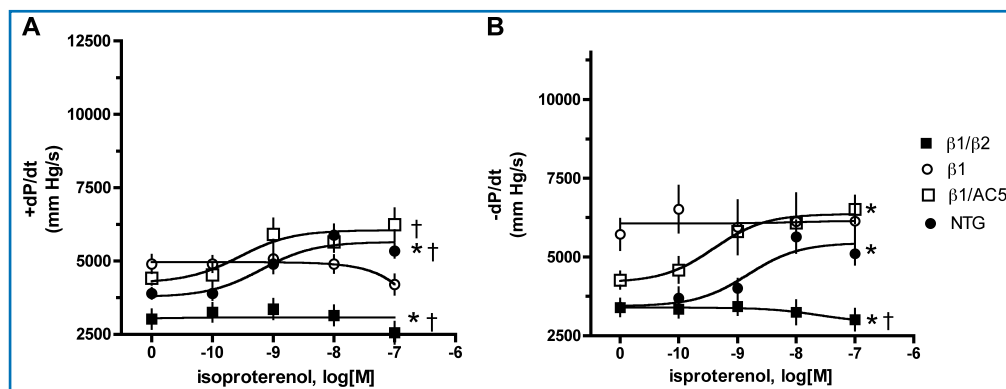 A
12500
10000
7500
5000
2500
+dP/dt
(mm Hg/s)
†
* †
* †
0
-10
-9
-8
-7
-6
isoproterenol, log[M]
B
10000
7500
5000
2500
-dP/dt
(mm Hg/s)
*
*
* †
0
-10
-9
-8
-7
-6
isproterenol, log[M]
β1/β2
β1
β1/AC5
NTG